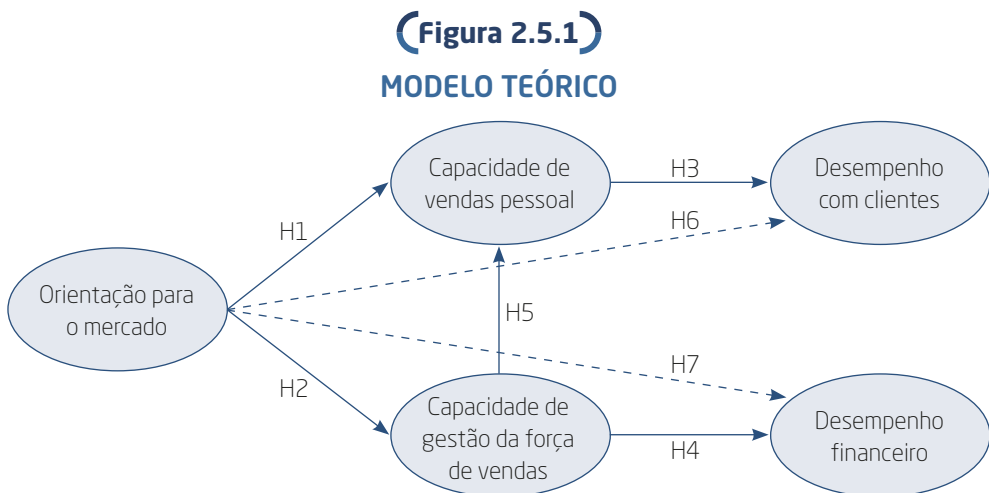 Figura 2.5.1
MODELO TEÓRICO
Capacidade de
vendas pessoal
H3
Desempenho
com clientes
H1
H6
Orientação para
o mercado
H5
H2
H7
Capacidade de
gestão da força
de vendas
H4
Desempenho
financeiro